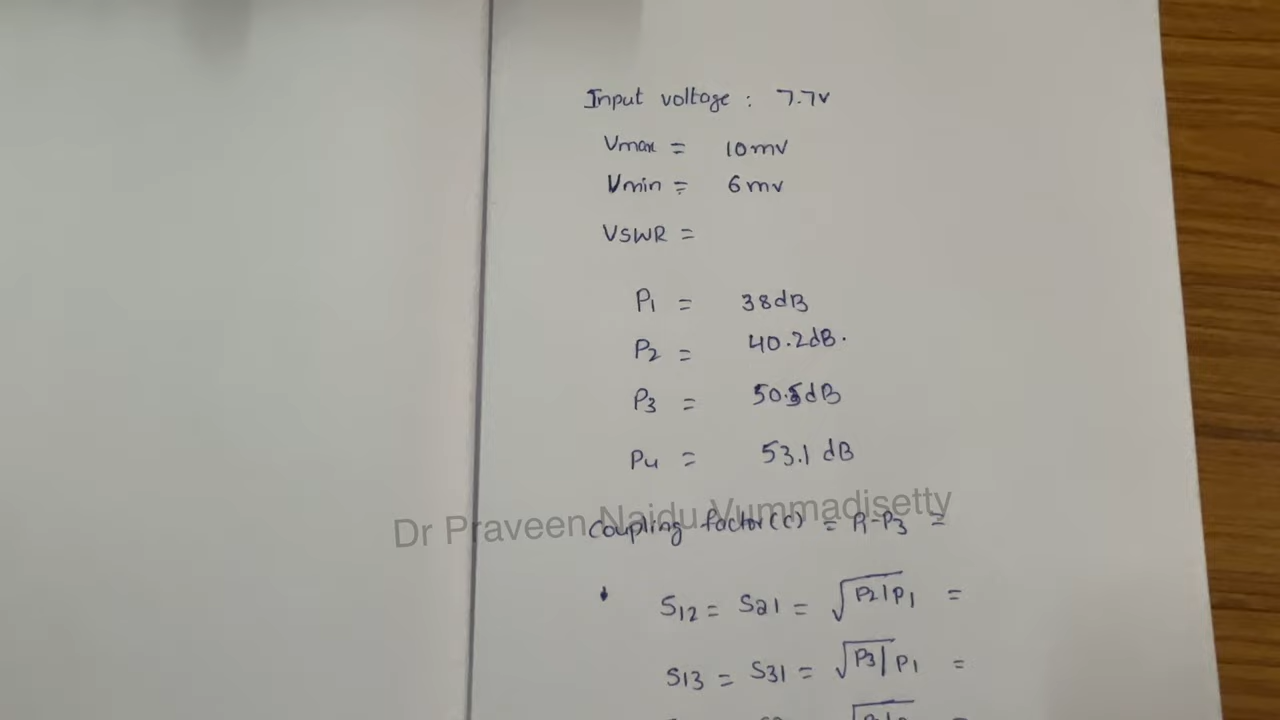 Input voltage : 7.7v
Vmax = 10mv
Vmin = 6mv
VSWR =
P1 = 38dB
P2 = 40.2dB.
P3 = 50.5dB
P4 = 53.1 dB
Dr Praveen Naidu Vummadisetty
Coupling factor(c) = P1-P3 =
S12 = S21 = √P2/P1 =
S13 = S31 = √P3/P1 =